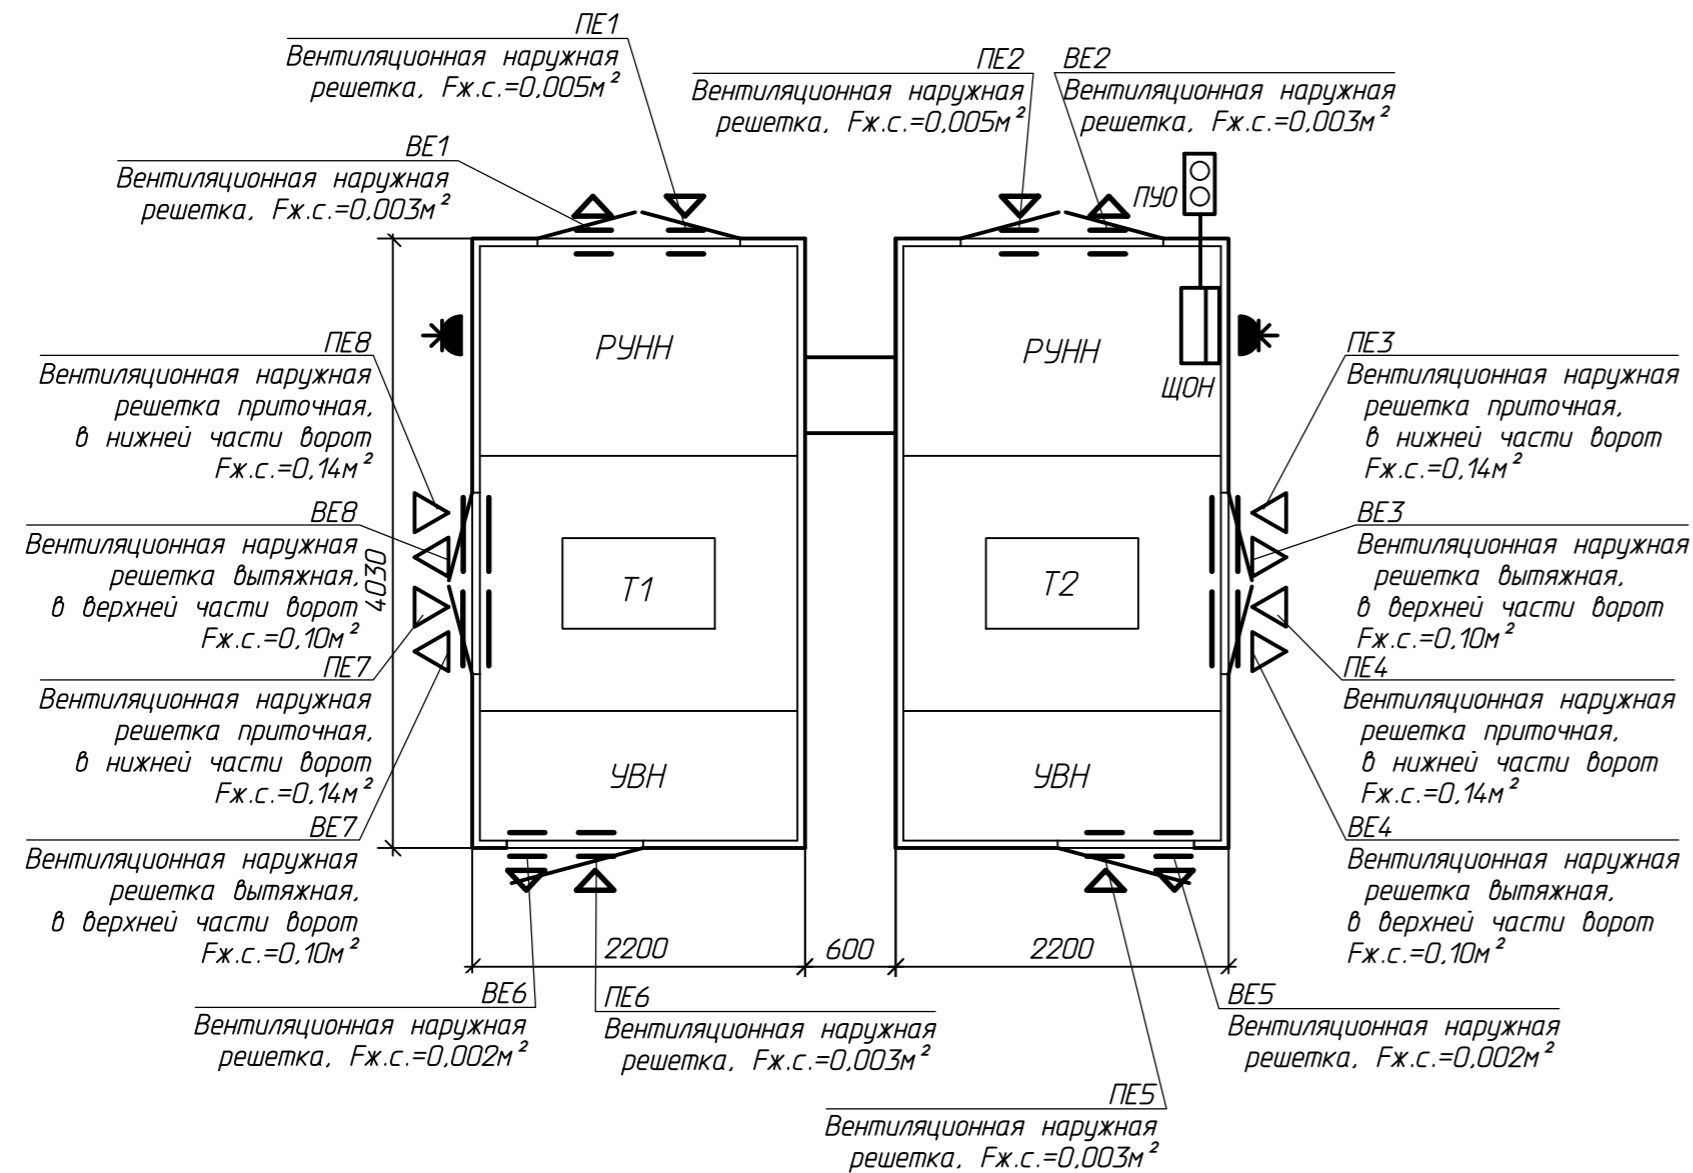 ПЕ1
Вентиляционная наружная
решетка, Fж.с.=0,005м²
ПЕ2
Вентиляционная наружная
решетка, Fж.с.=0,005м²
ВЕ2
Вентиляционная наружная
решетка, Fж.с.=0,003м²
ВЕ1
Вентиляционная наружная
решетка, Fж.с.=0,003м²
ПУО
РУНН
РУНН
ЩОН
ПЕ8
Вентиляционная наружная
решетка приточная,
в нижней части ворот
Fж.с.=0,14м²
ПЕ3
Вентиляционная наружная
решетка приточная,
в нижней части ворот
Fж.с.=0,14м²
ВЕ8
Вентиляционная наружная
решетка вытяжная,
в верхней части ворот
Fж.с.=0,10м²
4030
Т1
Т2
ВЕ3
Вентиляционная наружная
решетка вытяжная,
в верхней части ворот
Fж.с.=0,10м²
ПЕ7
Вентиляционная наружная
решетка приточная,
в нижней части ворот
Fж.с.=0,14м²
ПЕ4
Вентиляционная наружная
решетка приточная,
в нижней части ворот
Fж.с.=0,14м²
УВН
УВН
ВЕ7
Вентиляционная наружная
решетка вытяжная,
в верхней части ворот
Fж.с.=0,10м²
ВЕ4
Вентиляционная наружная
решетка вытяжная,
в верхней части ворот
Fж.с.=0,10м²
2200
600
2200
ВЕ6
Вентиляционная наружная
решетка, Fж.с.=0,002м²
ПЕ6
Вентиляционная наружная
решетка, Fж.с.=0,003м²
ВЕ5
Вентиляционная наружная
решетка, Fж.с.=0,002м²
ПЕ5
Вентиляционная наружная
решетка, Fж.с.=0,003м²